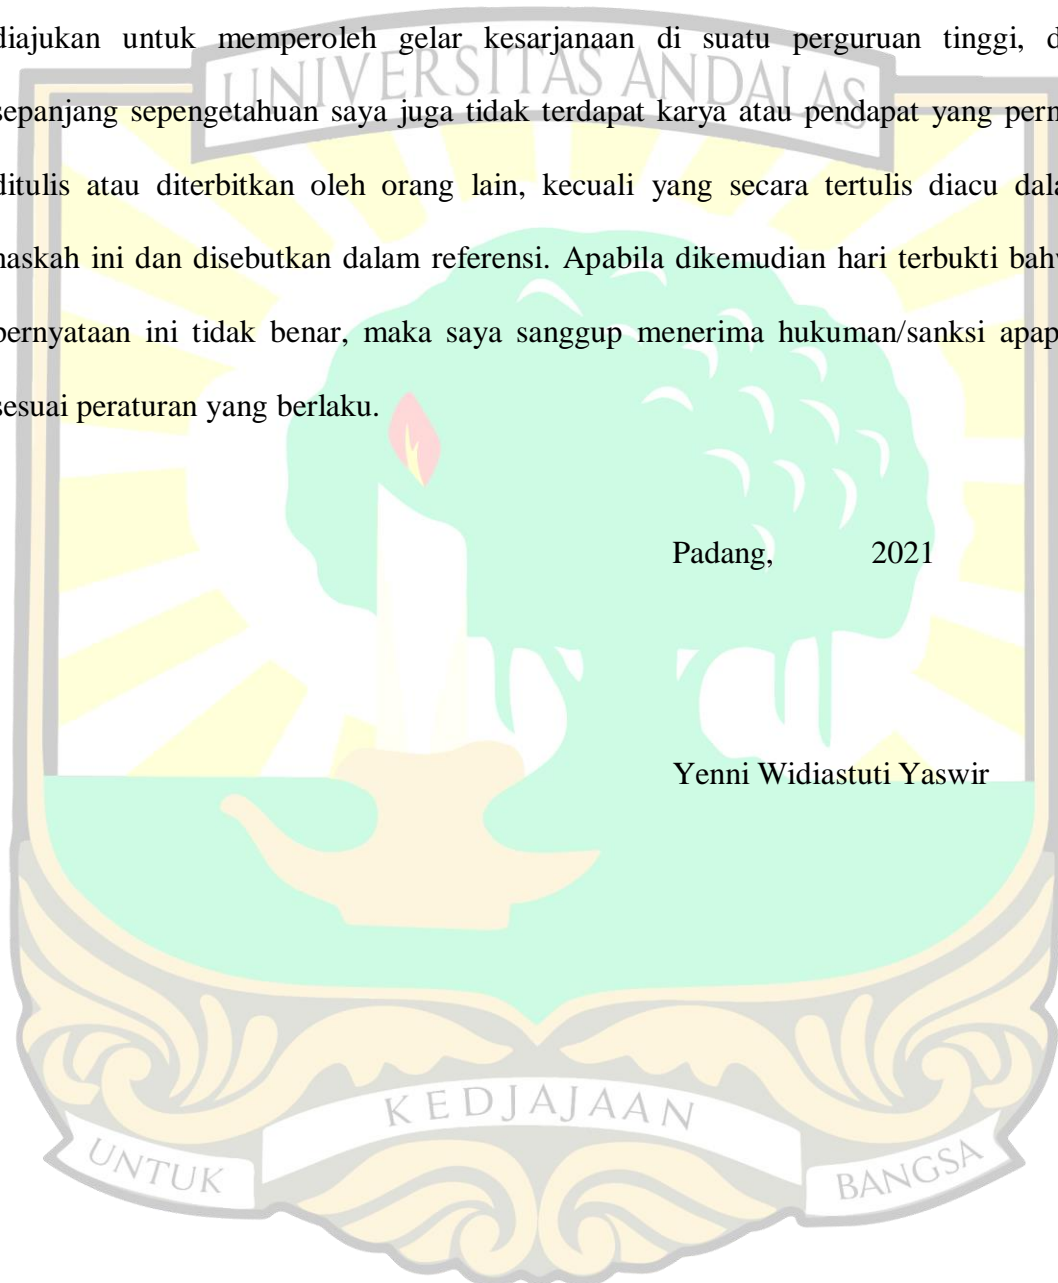 diajukan untuk memperoleh gelar kesarjanaan di suatu perguruan tinggi, d
UNIVERSITAS ANDALAS
sepanjang sepengetahuan saya juga tidak terdapat karya atau pendapat yang pern
ditulis atau diterbitkan oleh orang lain, kecuali yang secara tertulis diacu dala
naskah ini dan disebutkan dalam referensi. Apabila dikemudian hari terbukti bahw
pernyataan ini tidak benar, maka saya sanggup menerima hukuman/sanksi apap
sesuai peraturan yang berlaku.
Padang, 2021
Yenni Widiastuti Yaswir
UNTUK KEDJAJAAN BANGSA